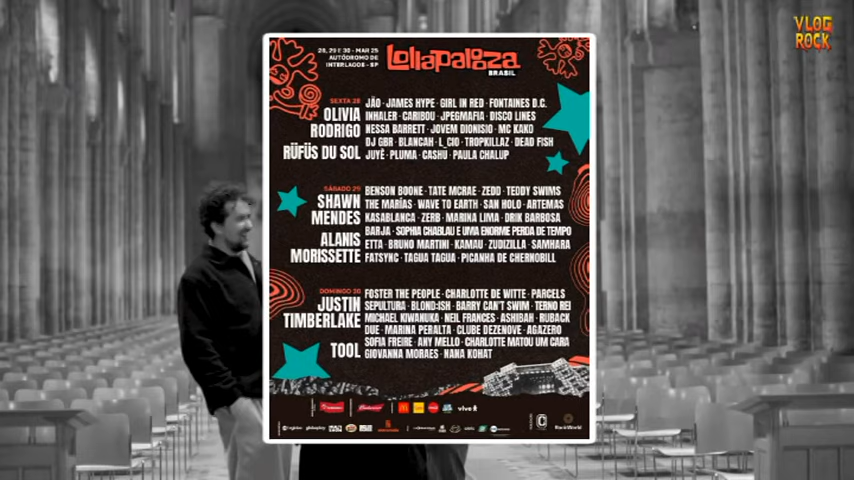 VLOG
ROCK
28, 29 E 30 - MAR 25
AUTÓDROMO DE
INTERLAGOS - SP
Lollapalooza
BRASIL
SEXTA 28
OLIVIA
RODRIGO
RÜFÜS DU SOL
JÃO · JAMES HYPE · GIRL IN RED · FONTAINES D.C.
INHALER · CARIBOU · JPEGMAFIA · DISCO LINES
NESSA BARRETT · JOVEM DIONISIO · MC KAKO
DJ GBR · BLANCAH · L_CIO · TROPKILLAZ · DEAD FISH
JUYÈ · PLUMA · CASHU · PAULA CHALUP
SÁBADO 29
SHAWN
MENDES
ALANIS
MORISSETTE
BENSON BOONE · TATE MCRAE · ZEDD · TEDDY SWIMS
THE MARÍAS · WAVE TO EARTH · SAN HOLO · ARTEMAS
KASABLANCA · ZERB · MARINA LIMA · DRIK BARBOSA
BARJA · SOPHIA CHABLAU E UMA ENORME PERDA DE TEMPO
ETTA · BRUNO MARTINI · KAMAU · ZUDIZILLA · SAMHARA
FATSYNC · TAGUA TAGUA · PICANHA DE CHERNOBILL
DOMINGO 30
JUSTIN
TIMBERLAKE
TOOL
FOSTER THE PEOPLE · CHARLOTTE DE WITTE · PARCELS
SEPULTURA · BLOND:ISH · BARRY CAN'T SWIM · TERNO REI
MICHAEL KIWANUKA · NEIL FRANCES · ASHIBAH · RUBACK
DUE · MARINA PERALTA · CLUBE DEZENOVE · AGAZERO
SOFIA FREIRE · ANY MELLO · CHARLOTTE MATOU UM CARA
GIOVANNA MORAES · NANA KOHAT
Budweiser
vivo
RockWorld